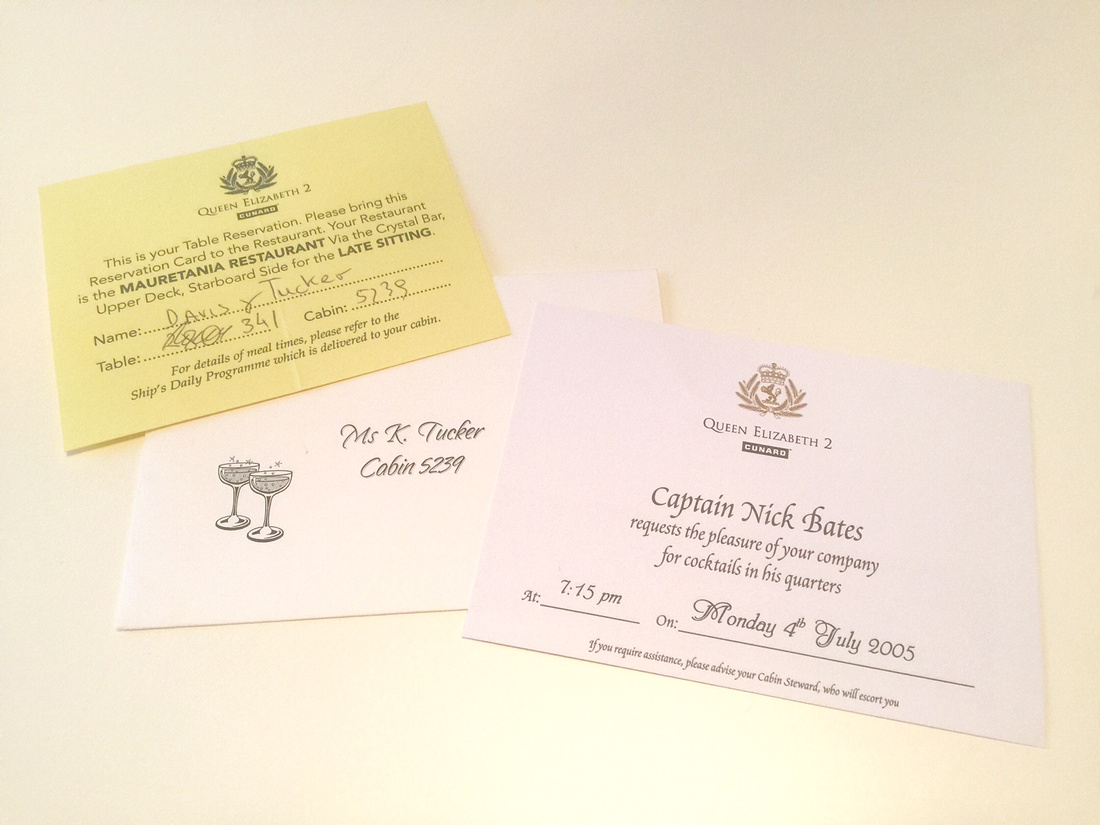 QUEEN ELIZABETH 2
CUNARD
This is your Table Reservation. Please bring this
Reservation Card to the Restaurant. Your Restaurant
is the MAURETANIA RESTAURANT Via the Crystal Bar,
Upper Deck, Starboard Side for the LATE SITTING.
Name: DAVIS & Tucker Cabin: 5239
Table: 341
For details of meal times, please refer to the
Ship's Daily Programme which is delivered to your cabin.
Ms K. Tucker
Cabin 5239
QUEEN ELIZABETH 2
CUNARD
Captain Nick Bates
requests the pleasure of your company
for cocktails in his quarters
At: 7:15 pm On: Monday 4th July 2005
If you require assistance, please advise your Cabin Steward, who will escort you